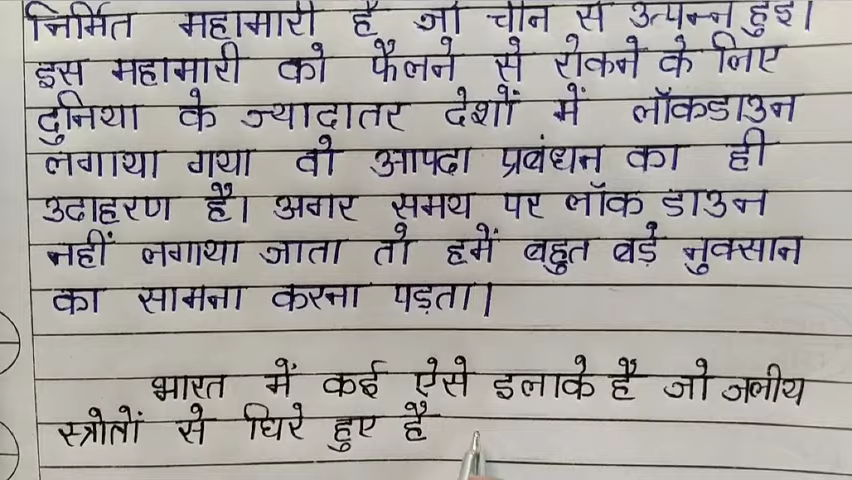 निर्मित महामारी है जो चीन से उत्पन्न हुई।
इस महामारी को फैलने से रोकने के लिए
दुनिया के ज्यादातर देशों में लॉकडाउन
लगाया गया वो आपदा प्रबंधन का ही
उदाहरण है। अगर समय पर लॉक डाउन
नहीं लगाया जाता तो हमें बहुत बड़े नुकसान
का सामना करना पड़ता।
भारत में कई ऐसे इलाके है जो जलीय
स्त्रोतों से घिरे हुए है